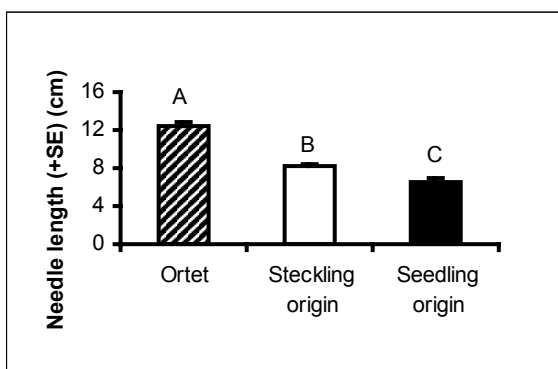 Needle length (+SE) (cm)
16
12
8
4
0
A
B
C
Ortet
Steckling
origin
Seedling
origin